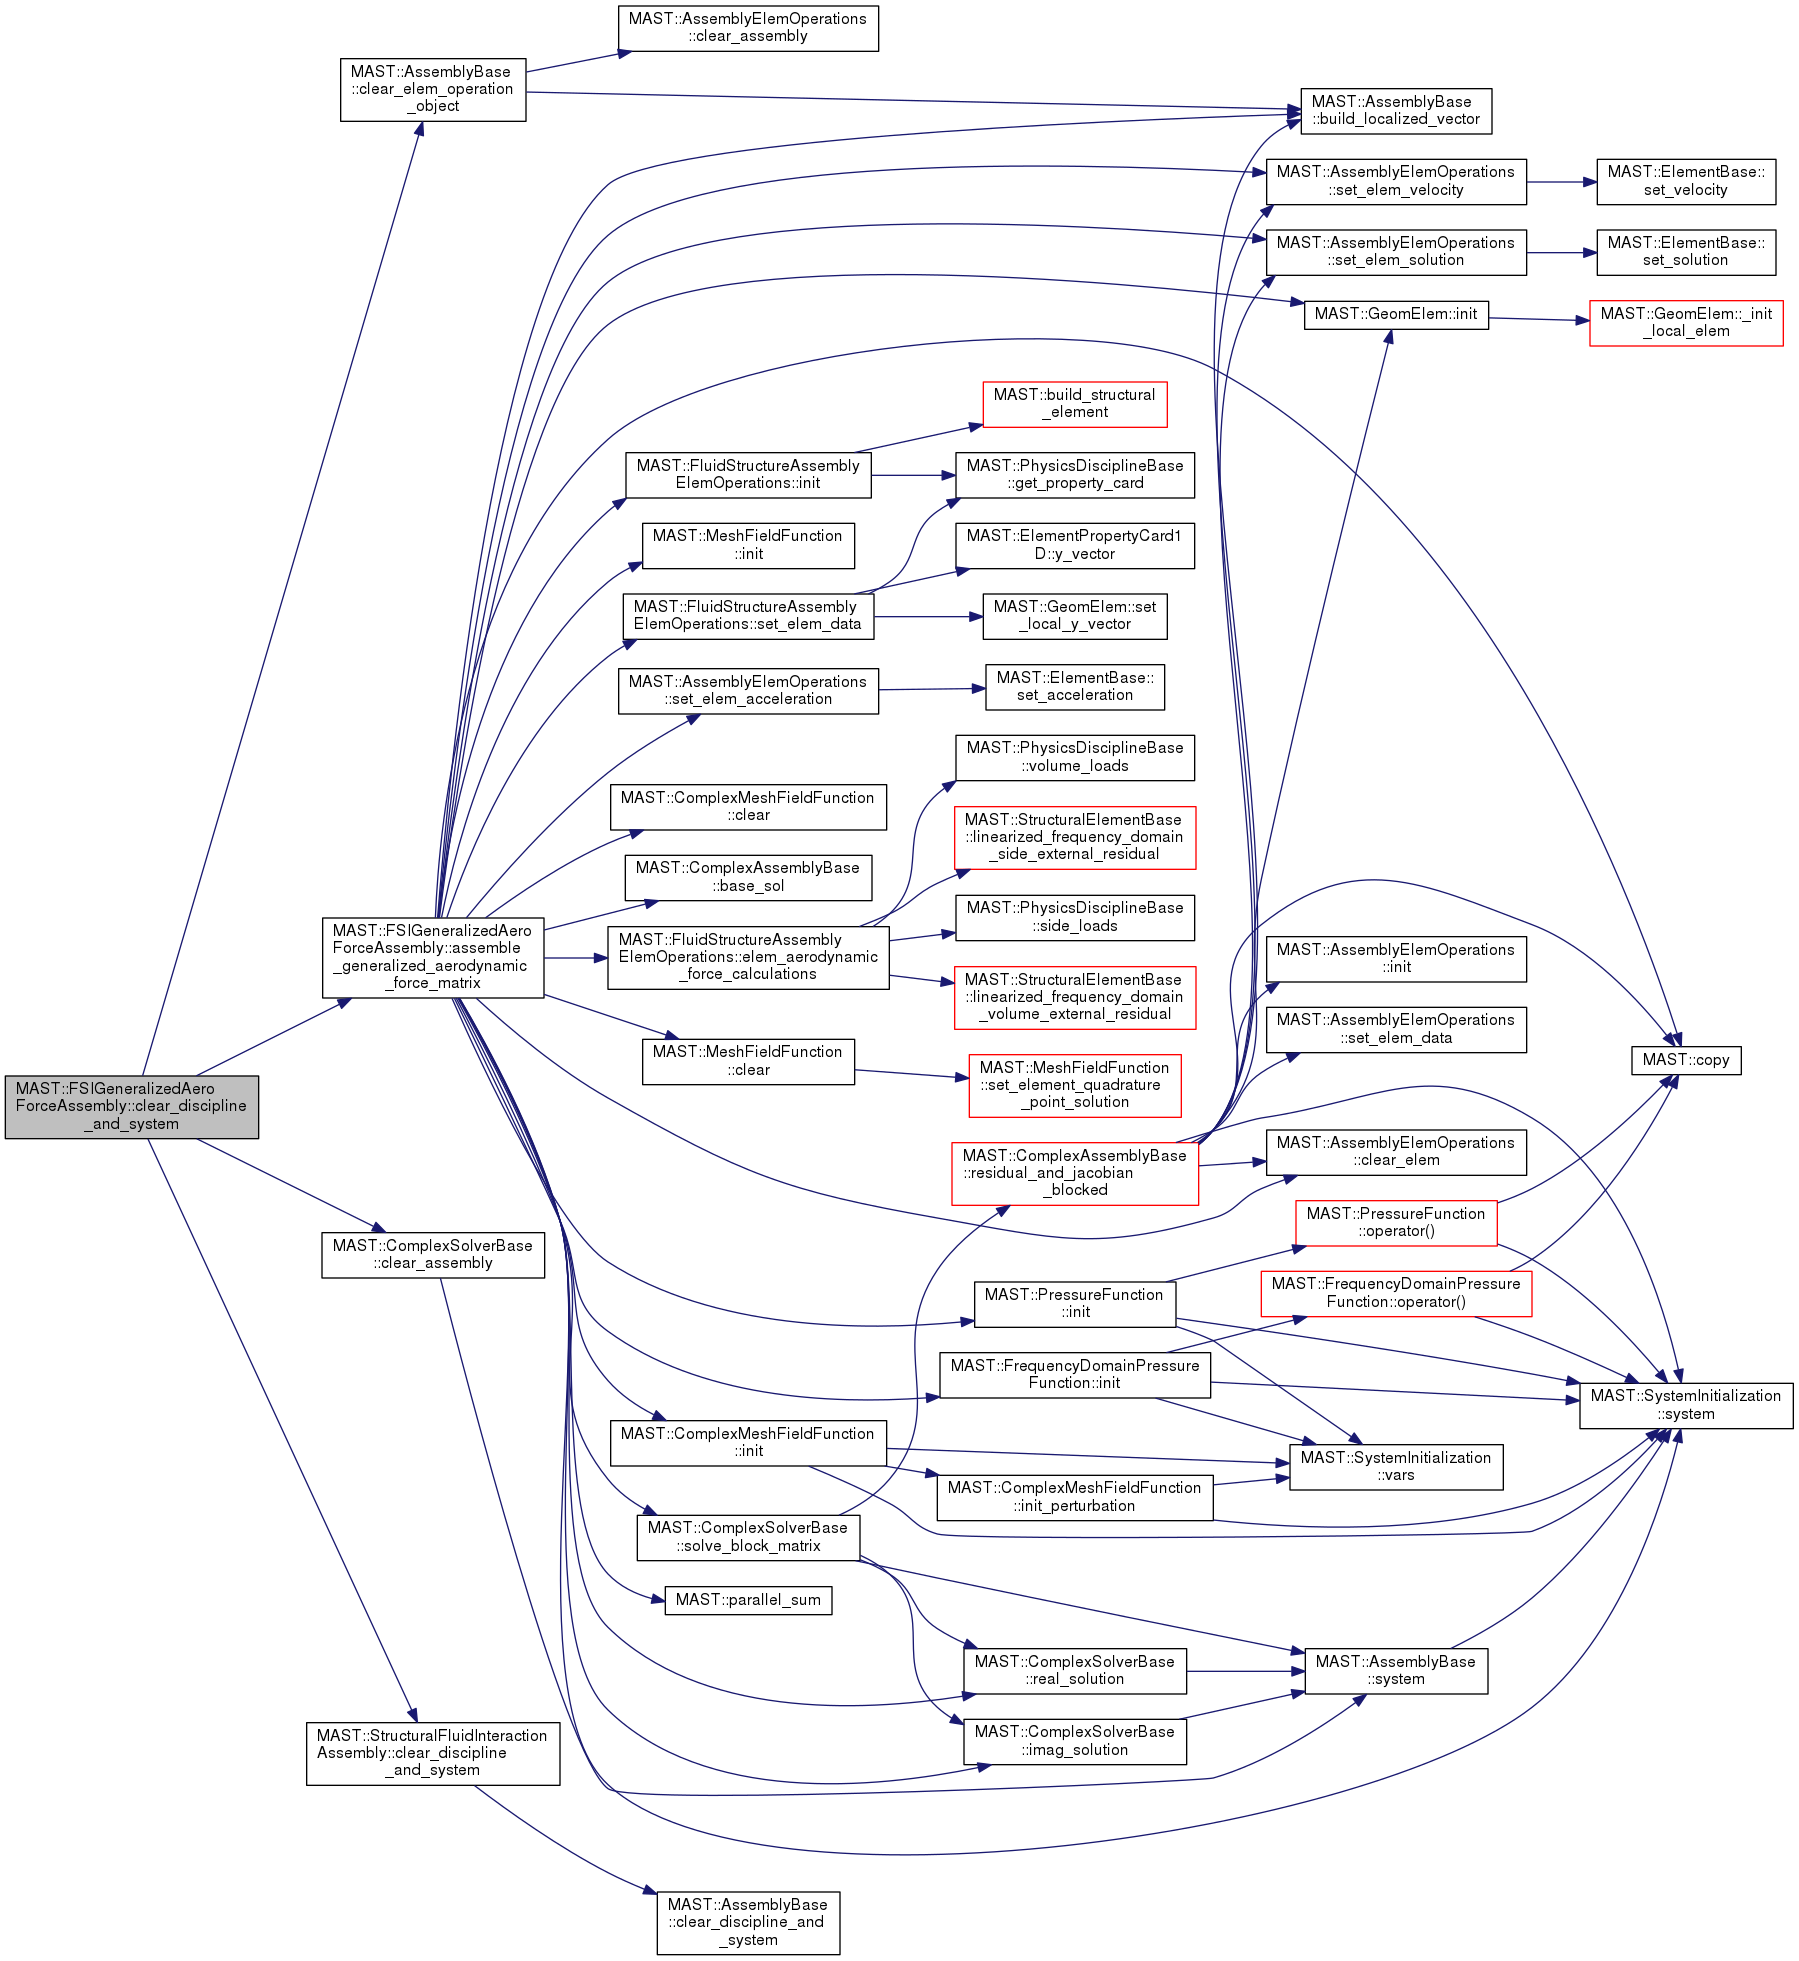 MAST::AssemblyElemOperations
::clear_assembly
MAST::AssemblyBase
::clear_elem_operation
_object
MAST::AssemblyBase
::build_localized_vector
MAST::AssemblyElemOperations
::set_elem_velocity
MAST::ElementBase::
set_velocity
MAST::AssemblyElemOperations
::set_elem_solution
MAST::ElementBase::
set_solution
MAST::GeomElem::init
MAST::GeomElem::_init
_local_elem
MAST::build_structural
_element
MAST::FluidStructureAssembly
ElemOperations::init
MAST::PhysicsDisciplineBase
::get_property_card
MAST::MeshFieldFunction
::init
MAST::ElementPropertyCard1
D::y_vector
MAST::FluidStructureAssembly
ElemOperations::set_elem_data
MAST::GeomElem::set
_local_y_vector
MAST::AssemblyElemOperations
::set_elem_acceleration
MAST::ElementBase::
set_acceleration
MAST::PhysicsDisciplineBase
::volume_loads
MAST::ComplexMeshFieldFunction
::clear
MAST::StructuralElementBase
::linearized_frequency_domain
_side_external_residual
MAST::ComplexAssemblyBase
::base_sol
MAST::PhysicsDisciplineBase
::side_loads
MAST::FSIGeneralizedAero
ForceAssembly::assemble
_generalized_aerodynamic
_force_matrix
MAST::FluidStructureAssembly
ElemOperations::elem_aerodynamic
_force_calculations
MAST::StructuralElementBase
::linearized_frequency_domain
_volume_external_residual
MAST::AssemblyElemOperations
::init
MAST::AssemblyElemOperations
::set_elem_data
MAST::MeshFieldFunction
::clear
MAST::MeshFieldFunction
::set_element_quadrature
_point_solution
MAST::copy
MAST::FSIGeneralizedAero
ForceAssembly::clear_discipline
_and_system
MAST::ComplexAssemblyBase
::residual_and_jacobian
_blocked
MAST::AssemblyElemOperations
::clear_elem
MAST::PressureFunction
::operator()
MAST::ComplexSolverBase
::clear_assembly
MAST::FrequencyDomainPressure
Function::operator()
MAST::PressureFunction
::init
MAST::FrequencyDomainPressure
Function::init
MAST::SystemInitialization
::system
MAST::ComplexMeshFieldFunction
::init
MAST::SystemInitialization
::vars
MAST::ComplexMeshFieldFunction
::init_perturbation
MAST::ComplexSolverBase
::solve_block_matrix
MAST::parallel_sum
MAST::ComplexSolverBase
::real_solution
MAST::AssemblyBase
::system
MAST::ComplexSolverBase
::imag_solution
MAST::StructuralFluidInteraction
Assembly::clear_discipline
_and_system
MAST::AssemblyBase
::clear_discipline_and
_system